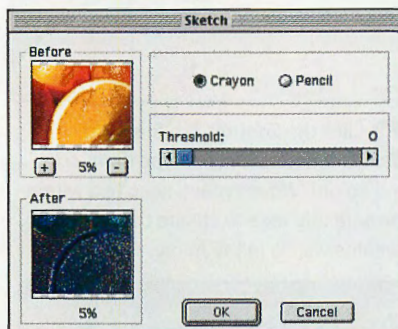 Sketch
Before
+ 5% -
Crayon Pencil
Threshold: 0
After
5%
OK Cancel